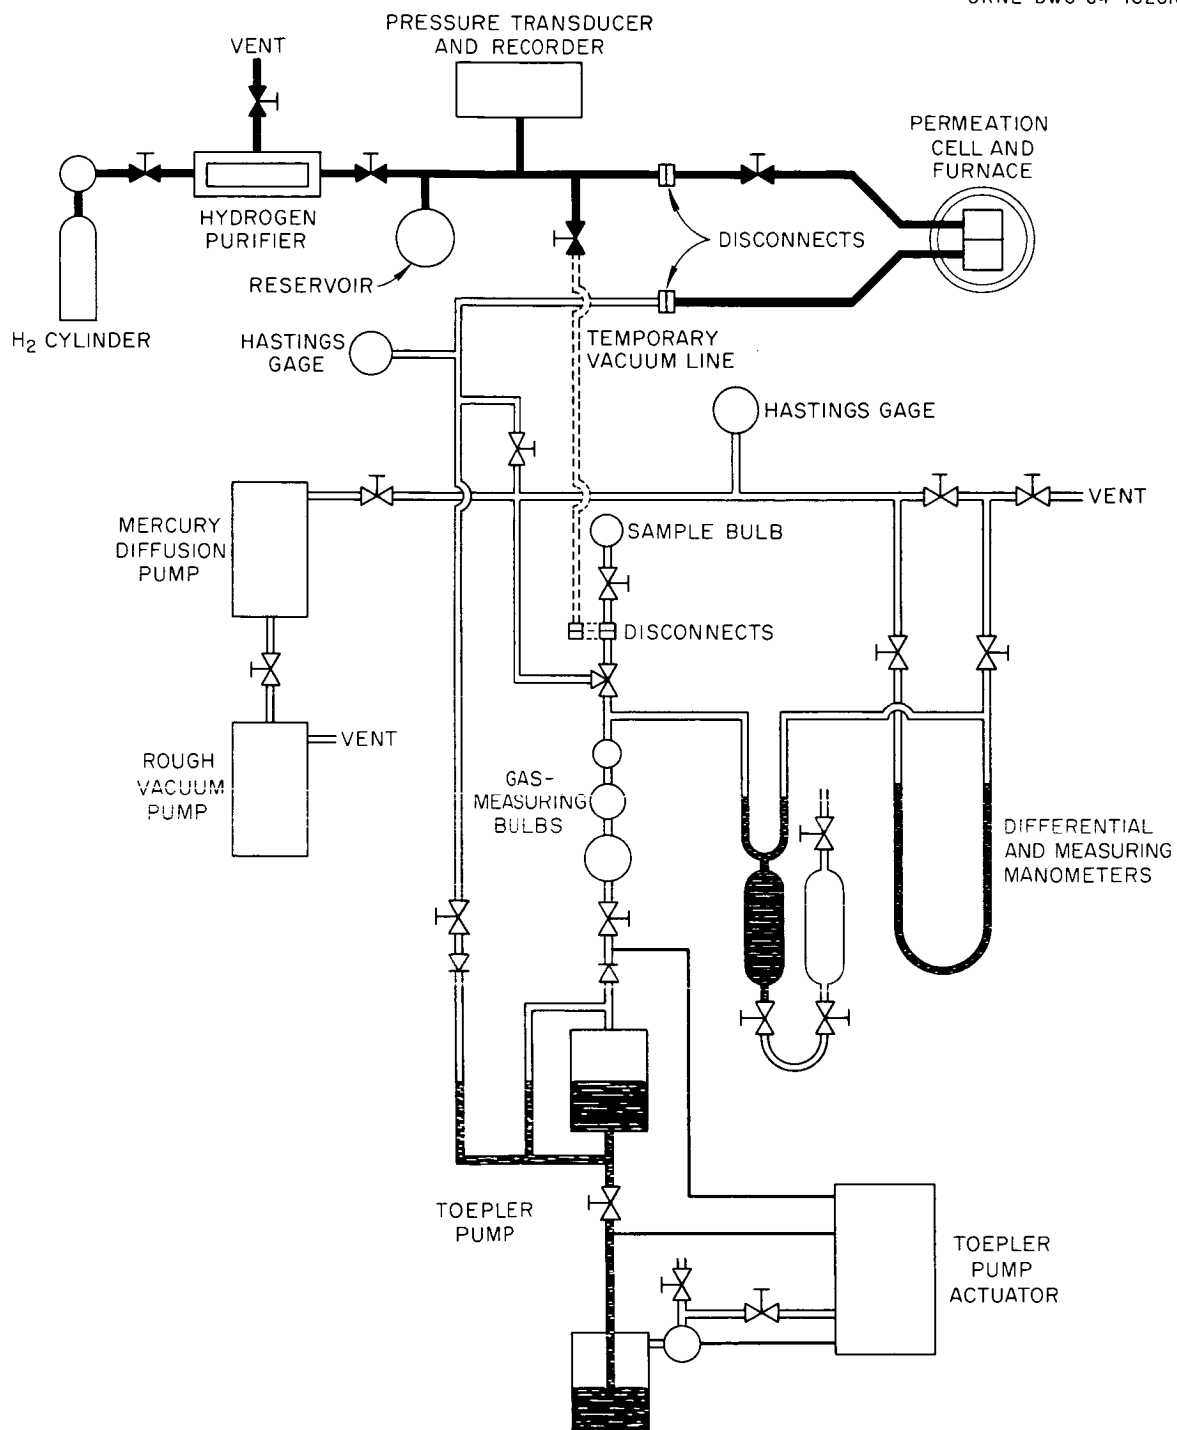 PRESSURE TRANSDUCER
AND RECORDER
VENT
PERMEATION
CELL AND
FURNACE
HYDROGEN
PURIFIER
DISCONNECTS
RESERVOIR
H₂ CYLINDER
HASTINGS
GAGE
TEMPORARY
VACUUM LINE
HASTINGS GAGE
VENT
MERCURY
DIFFUSION
PUMP
SAMPLE BULB
DISCONNECTS
VENT
ROUGH
VACUUM
PUMP
GAS-
MEASURING
BULBS
DIFFERENTIAL
AND MEASURING
MANOMETERS
TOEPLER
PUMP
TOEPLER
PUMP
ACTUATOR